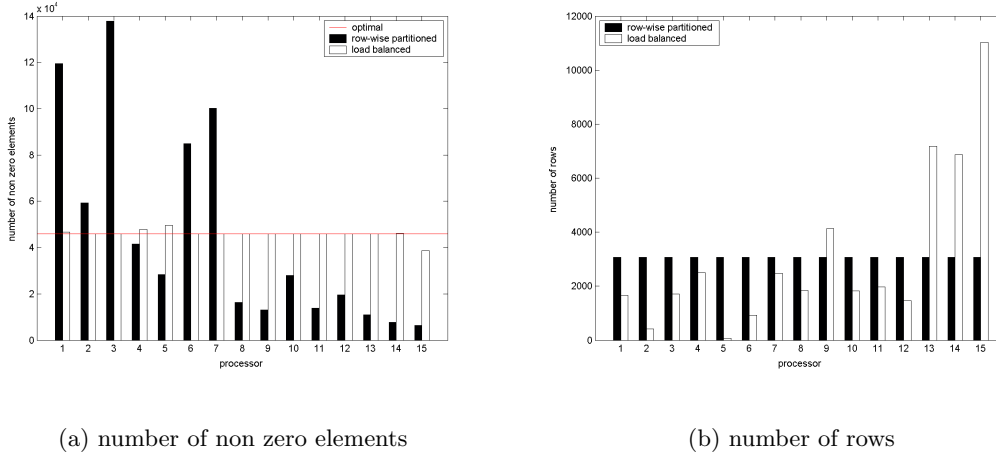 x 10⁴
optimal
row-wise partitioned
load balanced
14
12
10
8
6
4
2
0
number of non zero elements
1 2 3 4 5 6 7 8 9 10 11 12 13 14 15
processor
row-wise partitioned
load balanced
12000
10000
8000
6000
4000
2000
0
number of rows
1 2 3 4 5 6 7 8 9 10 11 12 13 14 15
processor
(a) number of non zero elements
(b) number of rows